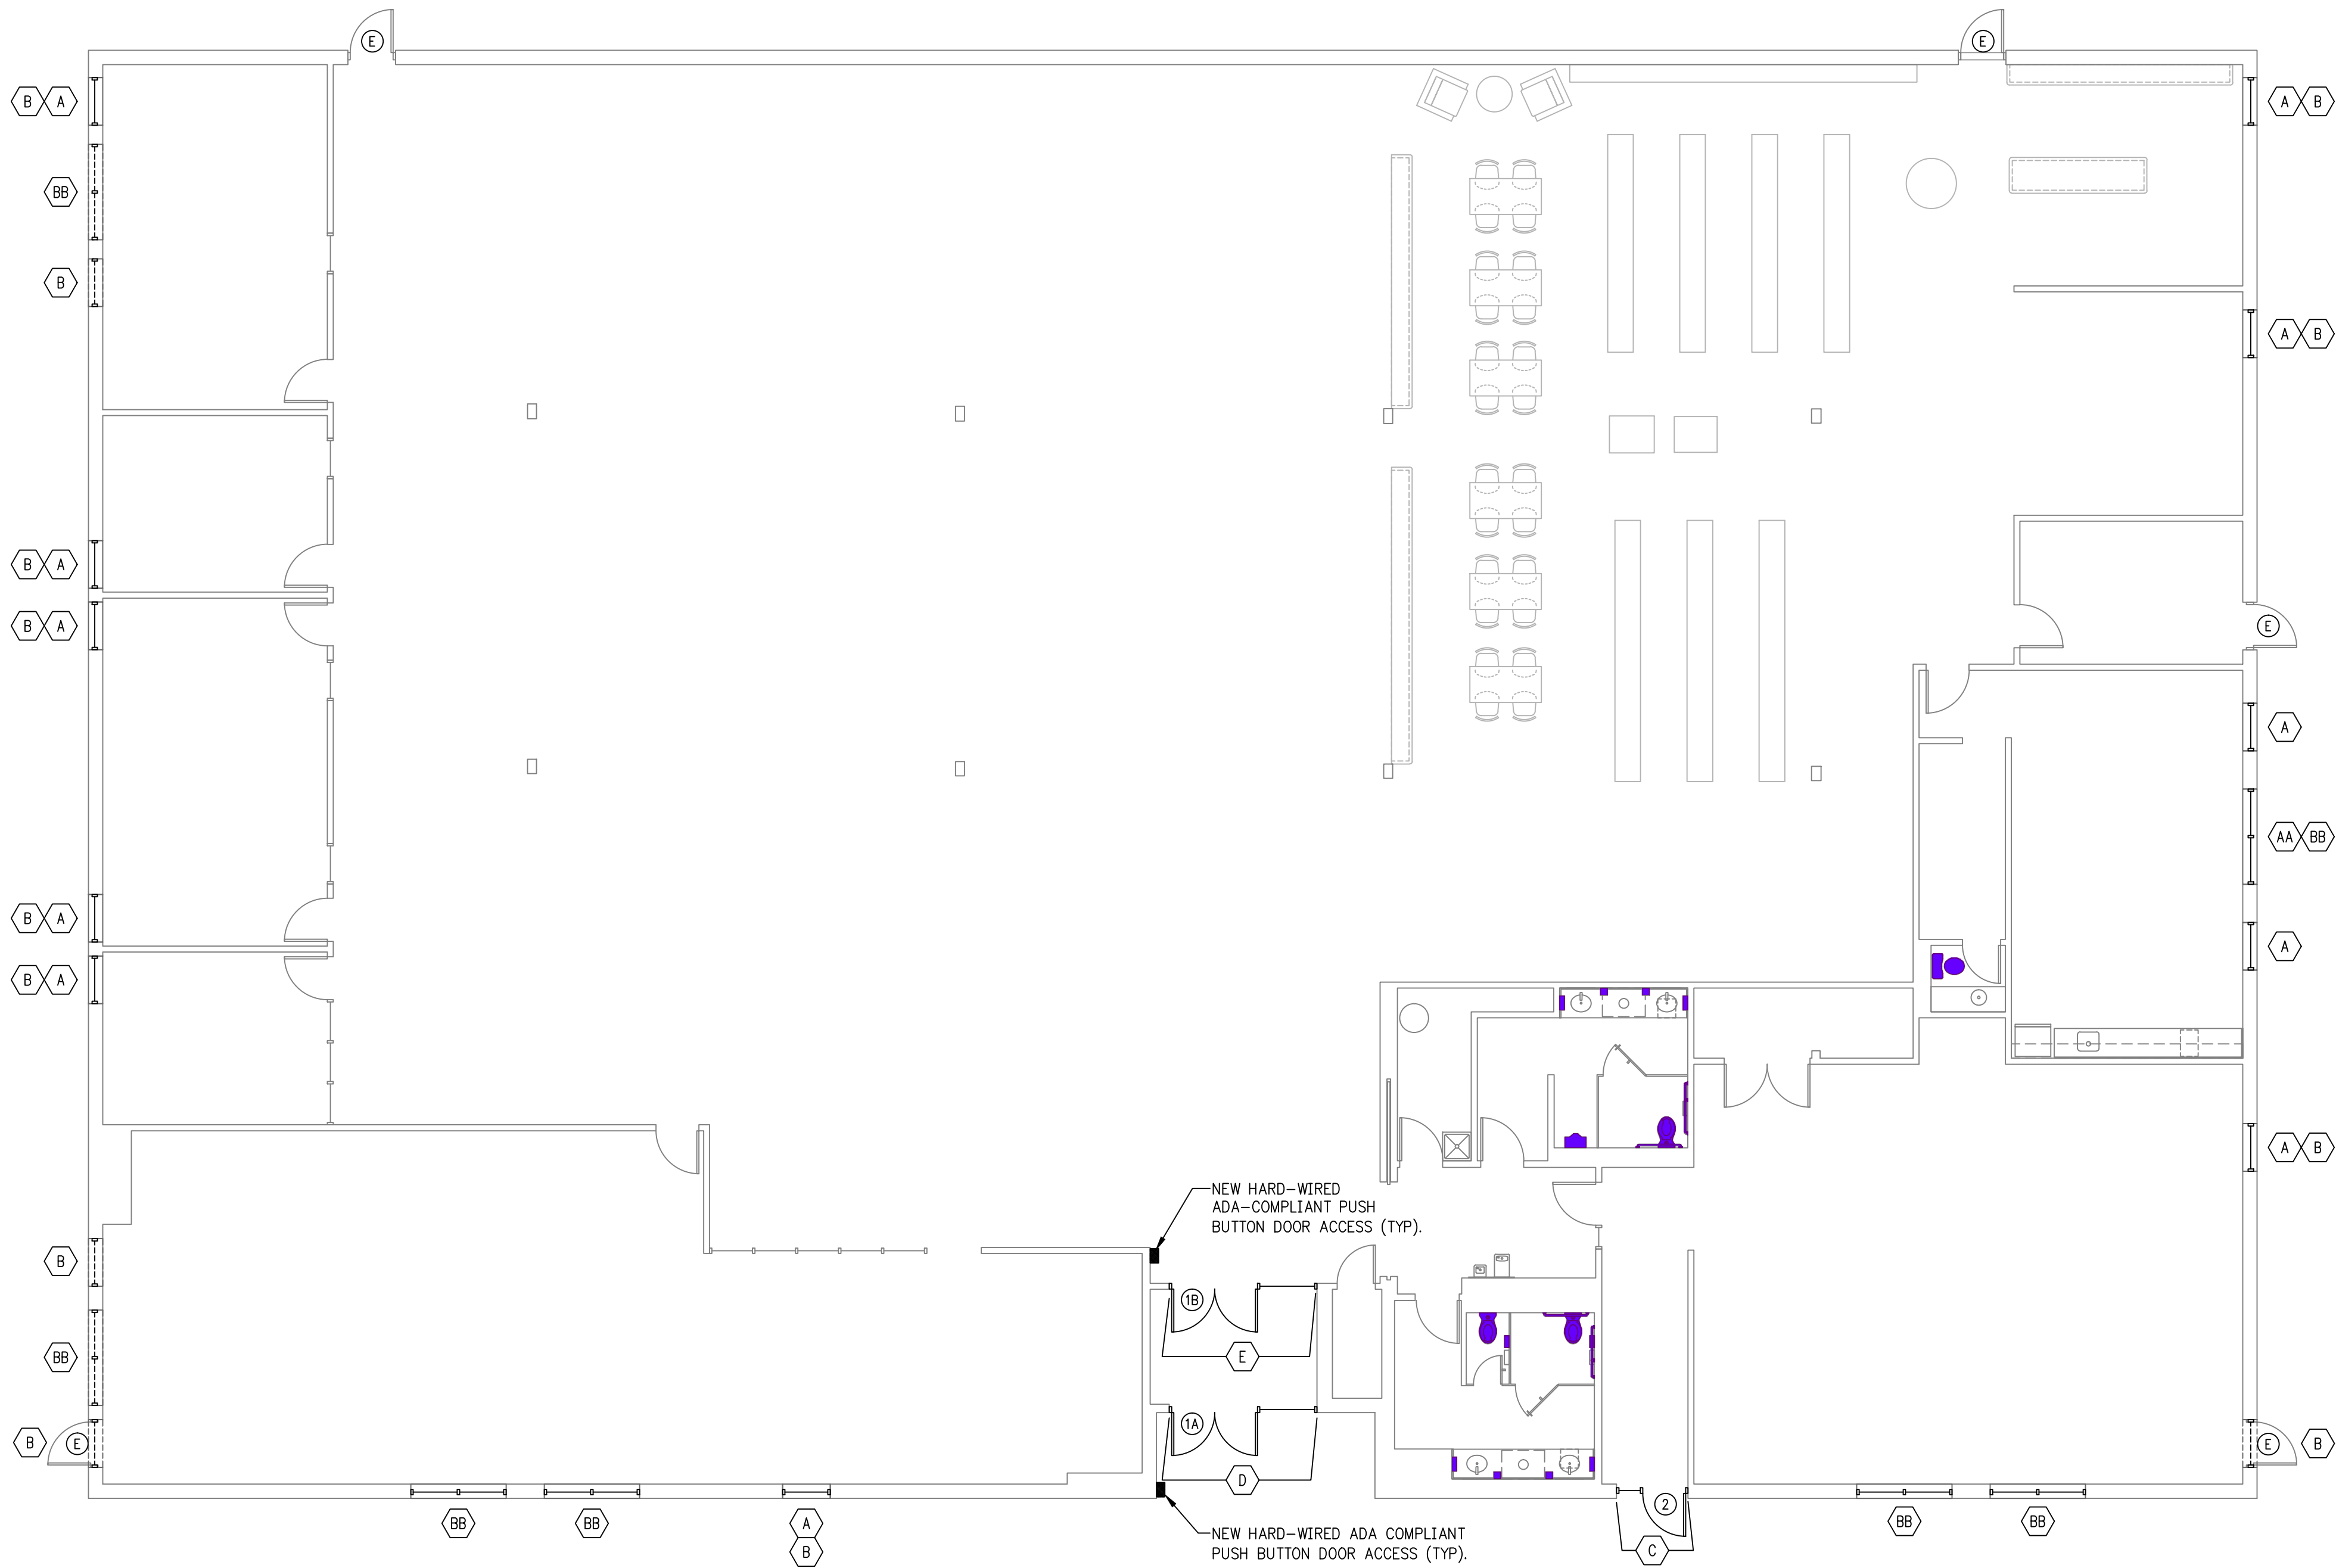 E
E
B A
A B
BB
B
A B
B A
B A
E
A
AA BB
B A
A
B A
A B
NEW HARD-WIRED
ADA-COMPLIANT PUSH
BUTTON DOOR ACCESS (TYP).
B
1B
BB
E
1A
B E
E B
D
2
BB
BB
A
B
NEW HARD-WIRED ADA COMPLIANT
PUSH BUTTON DOOR ACCESS (TYP).
C
BB
BB